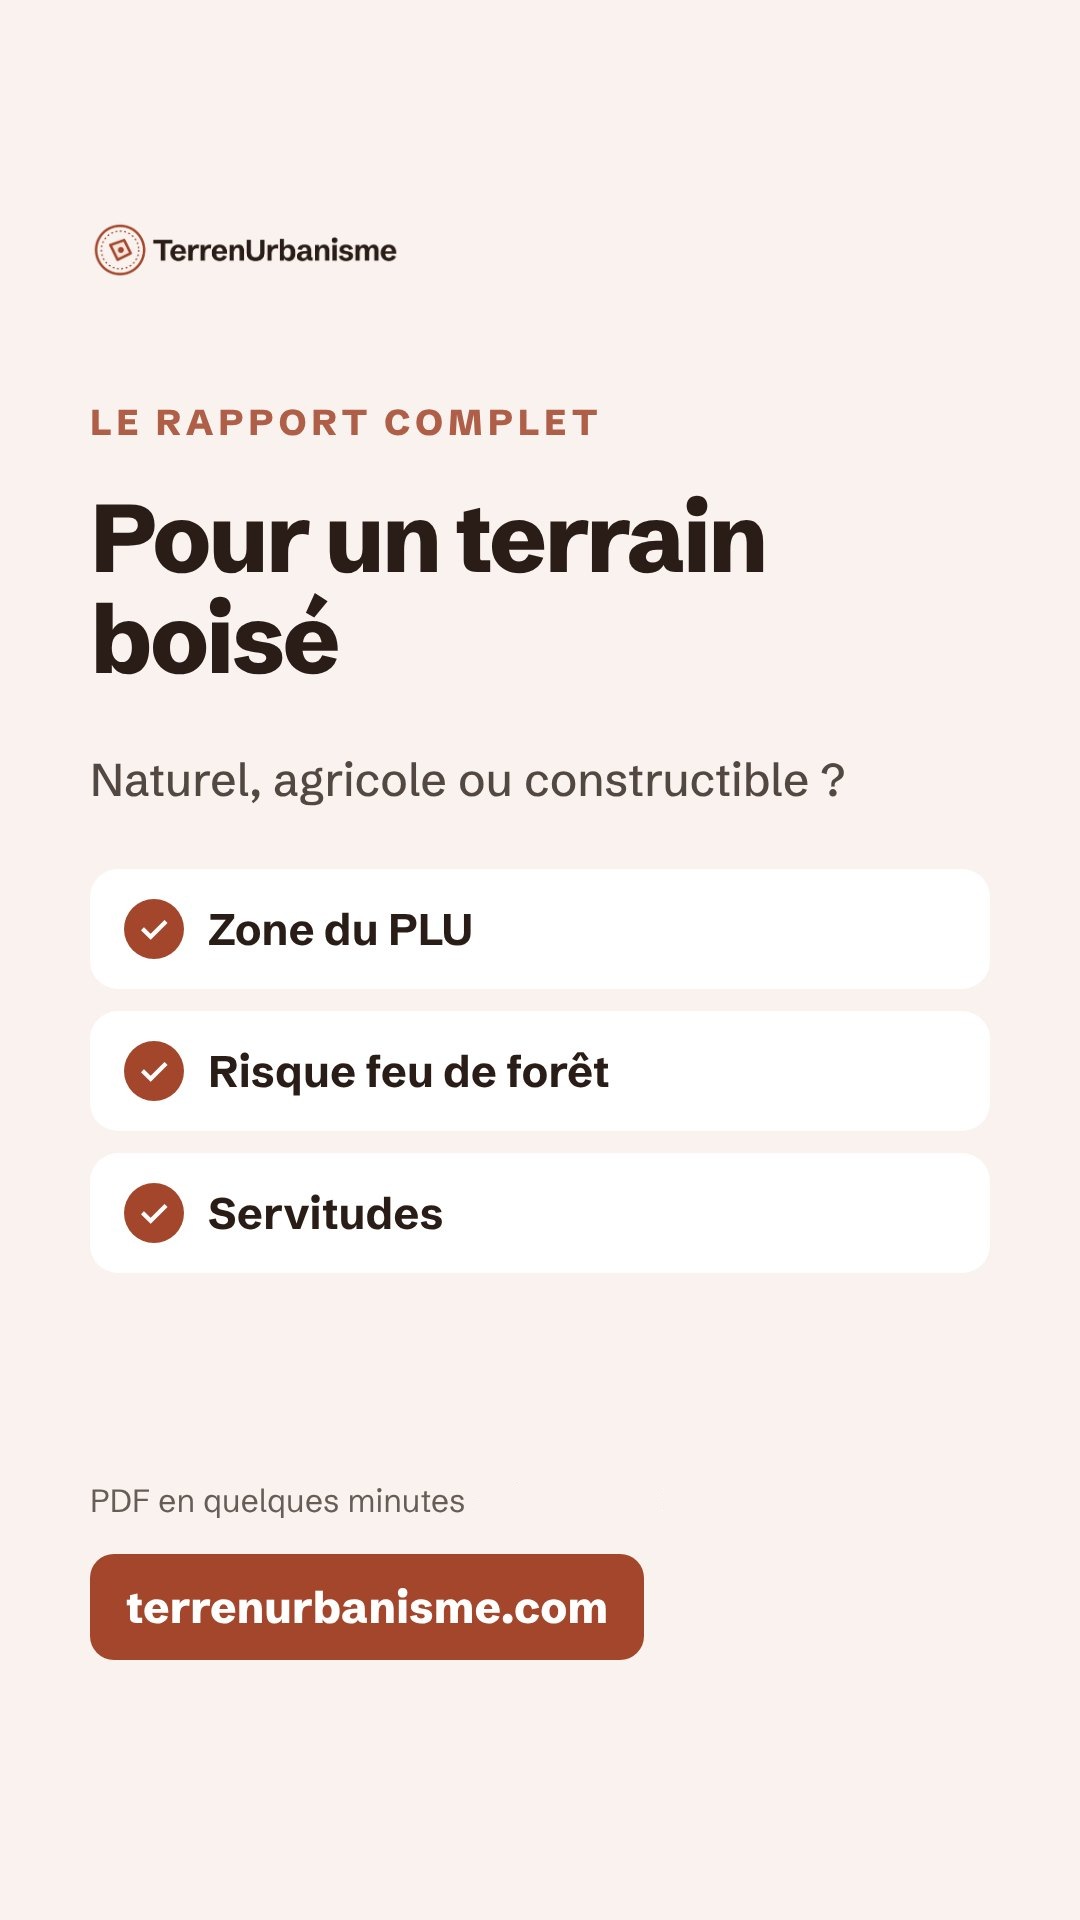 TerrenUrbanisme
LE RAPPORT COMPLET
Pour un terrain
boisé
Naturel, agricole ou constructible ?
Zone du PLU
Risque feu de forêt
Servitudes
PDF en quelques minutes
terrenurbanisme.com